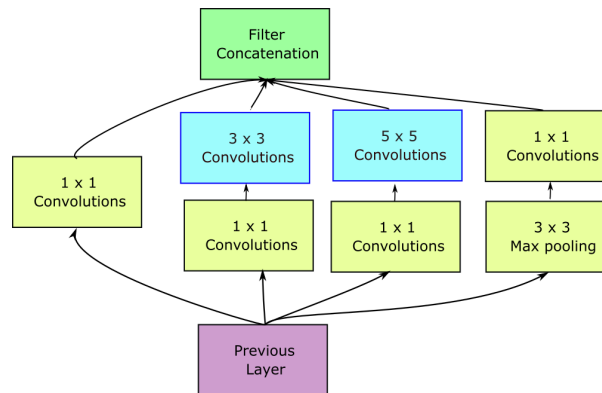 Filter
Concatenation
3 x 3
Convolutions
5 x 5
Convolutions
1 x 1
Convolutions
1 x 1
Convolutions
1 x 1
Convolutions
1 x 1
Convolutions
3 x 3
Max pooling
Previous
Layer